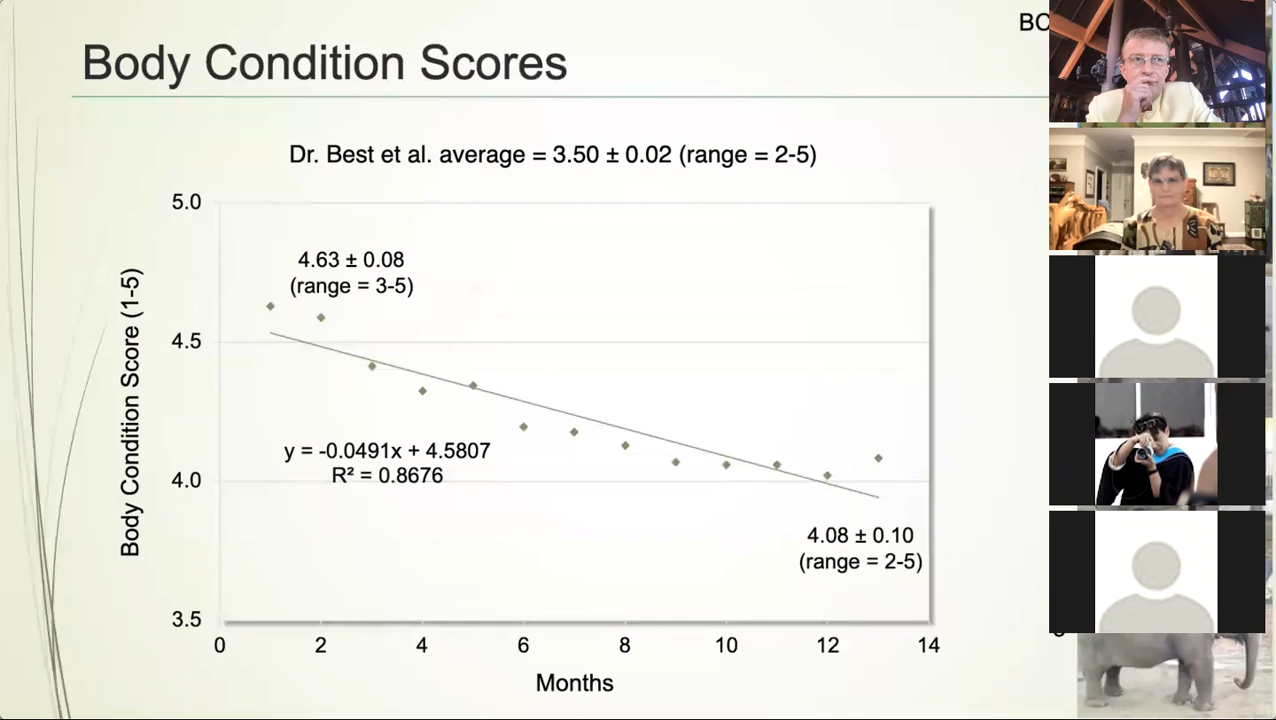 BC
Body Condition Scores
Dr. Best et al. average = 3.50 ± 0.02 (range = 2-5)
5.0
4.63 ± 0.08
(range = 3-5)
4.5
Body Condition Score (1-5)
y = -0.0491x + 4.5807
R² = 0.8676
4.0
4.08 ± 0.10
(range = 2-5)
3.5
0 2 4 6 8 10 12 14
Months